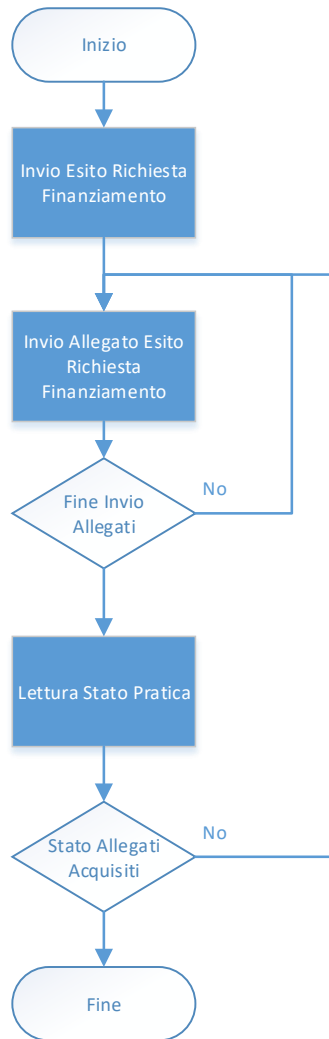 Inizio
Invio Esito Richiesta
Finanziamento
Invio Allegato Esito
Richiesta
Finanziamento
Fine Invio
Allegati
No
Lettura Stato Pratica
Stato Allegati
Acquisiti
No
Fine